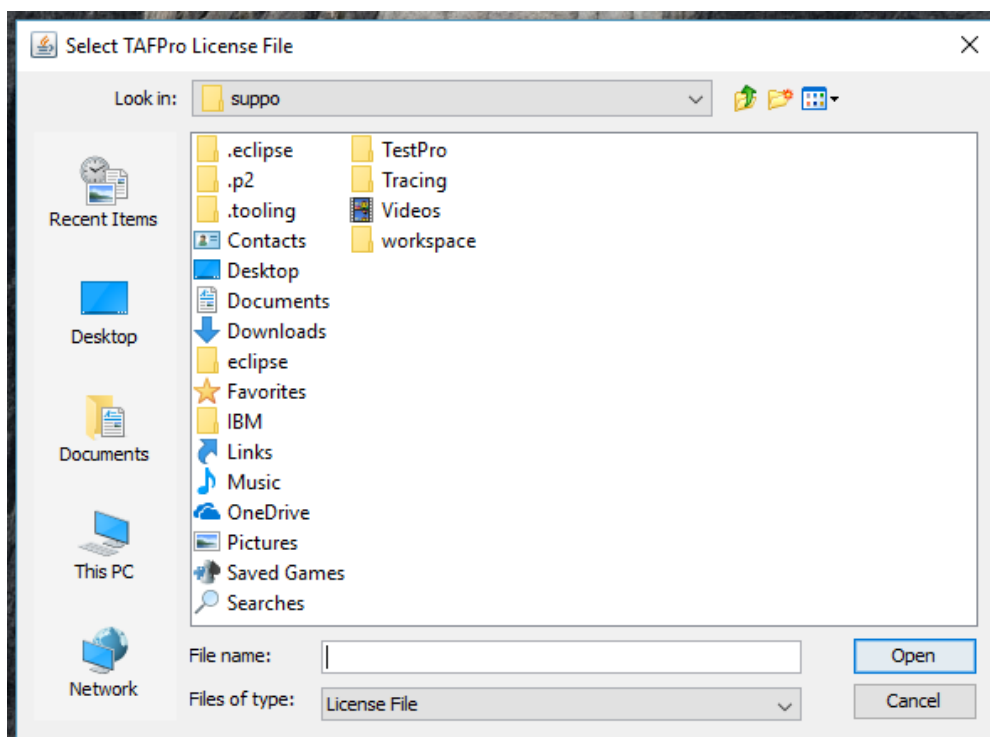 Select TAFPro License File
Look in:
suppo
Recent Items
Desktop
Documents
This PC
Network
.eclipse
.p2
.tooling
Contacts
Desktop
Documents
Downloads
eclipse
Favorites
IBM
Links
Music
OneDrive
Pictures
Saved Games
Searches
TestPro
Tracing
Videos
workspace
File name:
Open
Files of type:
License File
Cancel